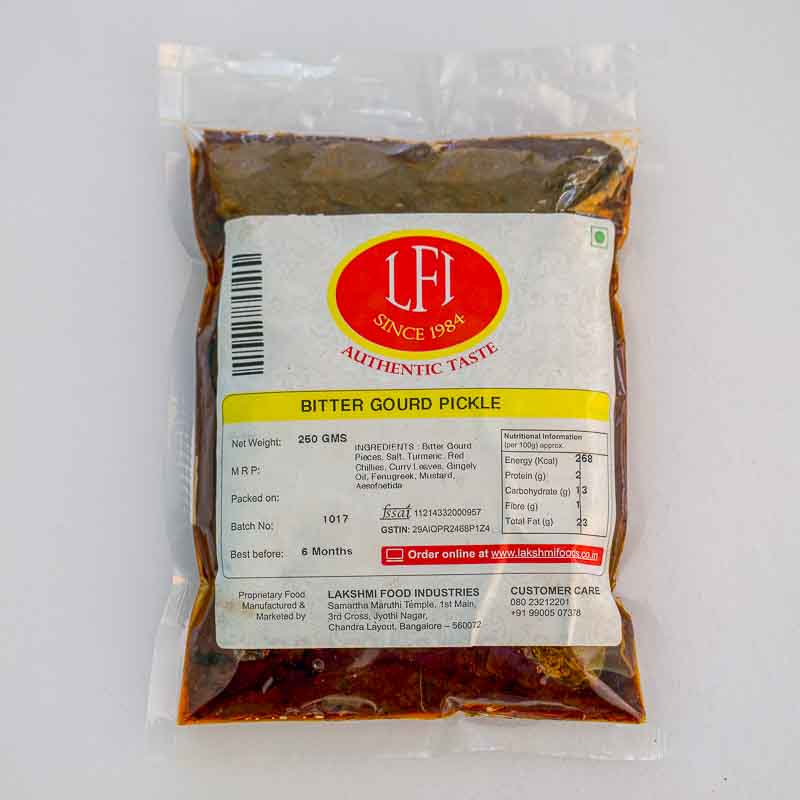 LFI
SINCE 1984
AUTHENTIC TASTE
BITTER GOURD PICKLE
Net Weight: 250 GMS
M R P:
Packed on:
Batch No: 1017
Best before: 6 Months
INGREDIENTS : Bitter Gourd
Pieces, Salt, Turmeric, Red
Chillies, Curry Leaves, Gingely
Oil, Fenugreek, Mustard,
Aesofoetida
fssai 11214332000957
GSTIN: 29AIQPR2468P1Z4
Nutritional Information
(per 100g) approx.
Energy (Kcal) 268
Protein (g) 2
Carbohydrate (g) 13
Fibre (g) 1
Total Fat (g) 23
Order online at www.lakshmifoods.co.in
Proprietary Food
Manufactured &
Marketed by
LAKSHMI FOOD INDUSTRIES
Samartha Maruthi Temple, 1st Main,
3rd Cross, Jyothi Nagar,
Chandra Layout, Bangalore – 560072
CUSTOMER CARE
080 23212201
+91 99005 07378